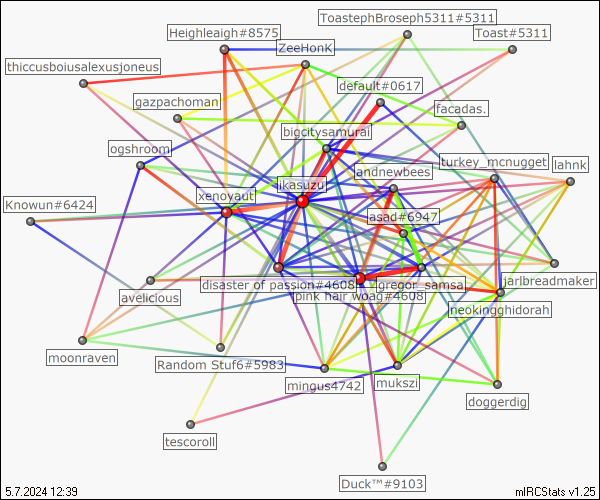 ToastephBroseph5311#5311
Heighleaigh#8575
Toast#5311
ZeeHonK
thiccusboiusalexusjoneus
default#0617
gazpachoman
facadas.
bigcitysamurai
ogshroom
turkey_mcnugget
landnewbees
lahnk
likasuzu
xenoyaut
Knowun#6424
asad#6947
disaster of passion#4608
gregor_samsa
jarlbreadmaker
avelicious
pink hair woag#4608
neokingghidorah
moonraven
Random Stuf6#5983
mingus4742
mukszi
doggerdig
tescoroll
Duck™#9103
5.7.2024 12:39
mIRCStats v1.25